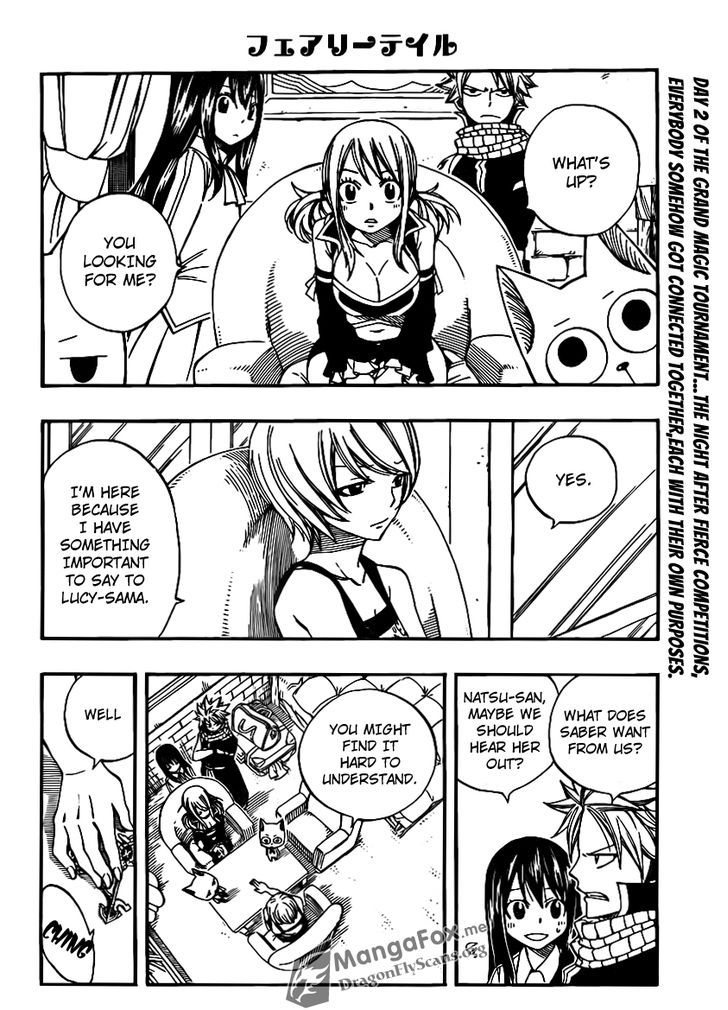 フェアリーテイル
DAY 2 OF THE GRAND MAGIC TOURNAMENT...THE NIGHT AFTER FIERCE COMPETITIONS,
EVERYBODY SOMEHOW GOT CONNECTED TOGETHER,EACH WITH THEIR OWN PURPOSES.
WHAT'S
UP?
YOU
LOOKING
FOR ME?
YES.
I'M HERE
BECAUSE
I HAVE
SOMETHING
IMPORTANT
TO SAY TO
LUCY-SAMA.
WHAT DOES
SABER WANT
FROM US?
NATSU-SAN,
MAYBE WE
SHOULD
HEAR HER
OUT?
YOU MIGHT
FIND IT
HARD TO
UNDERSTAND.
WELL
CHING
MangaFox.me
DragonFlyScans.org